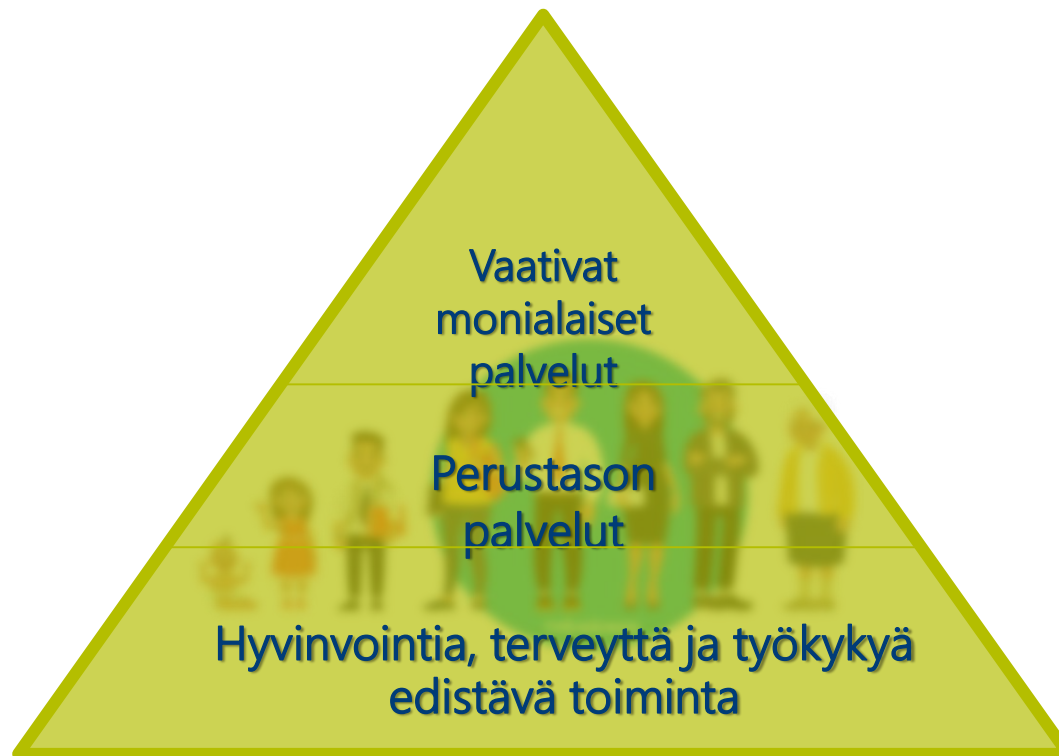 Vaativat
monialaiset
palvelut
Perustason
palvelut
Hyvinvointia, terveyttä ja työkykyä
edistävä toiminta